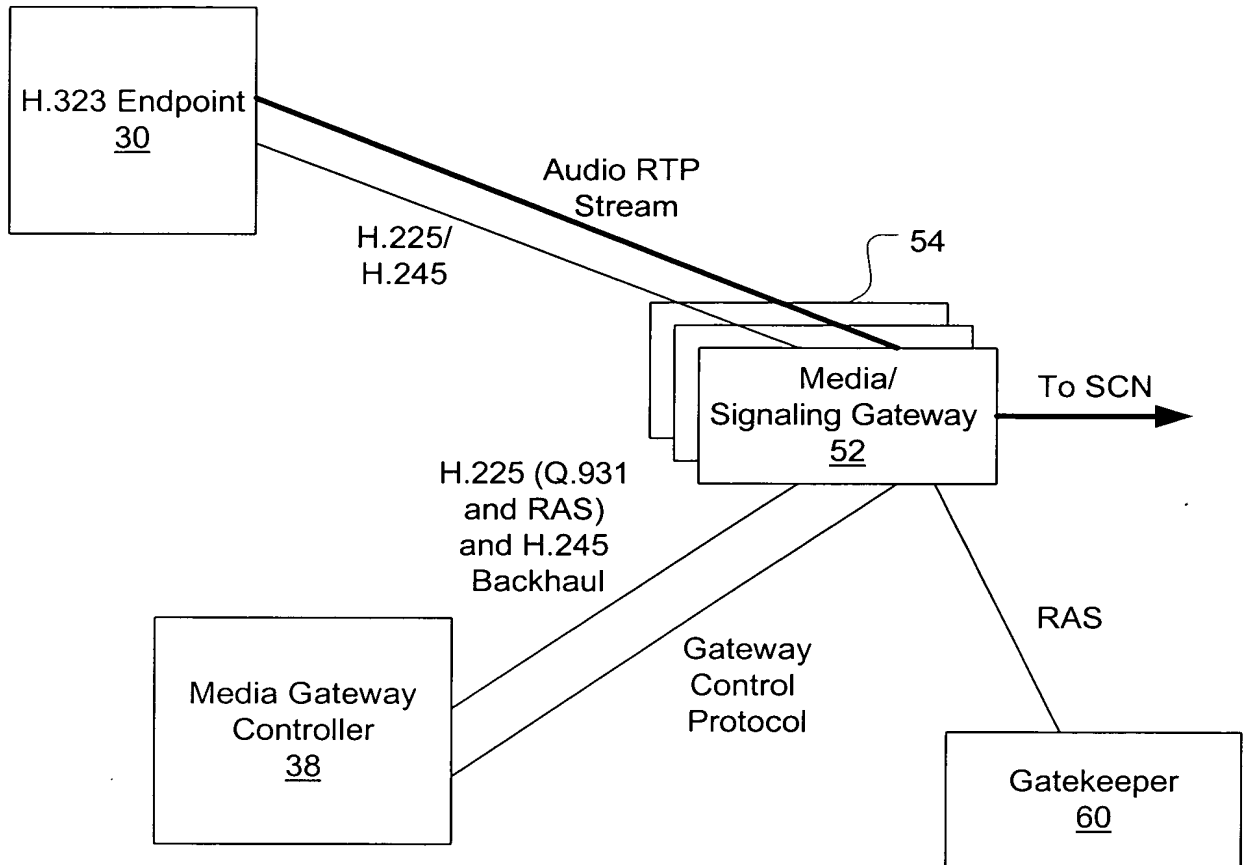 H.323 Endpoint
30
Audio RTP
Stream
H.225/
H.245
54
Media/
Signaling Gateway
52
To SCN
H.225 (Q.931
and RAS)
and H.245
Backhaul
Gateway
Control
Protocol
RAS
Media Gateway
Controller
38
Gatekeeper
60